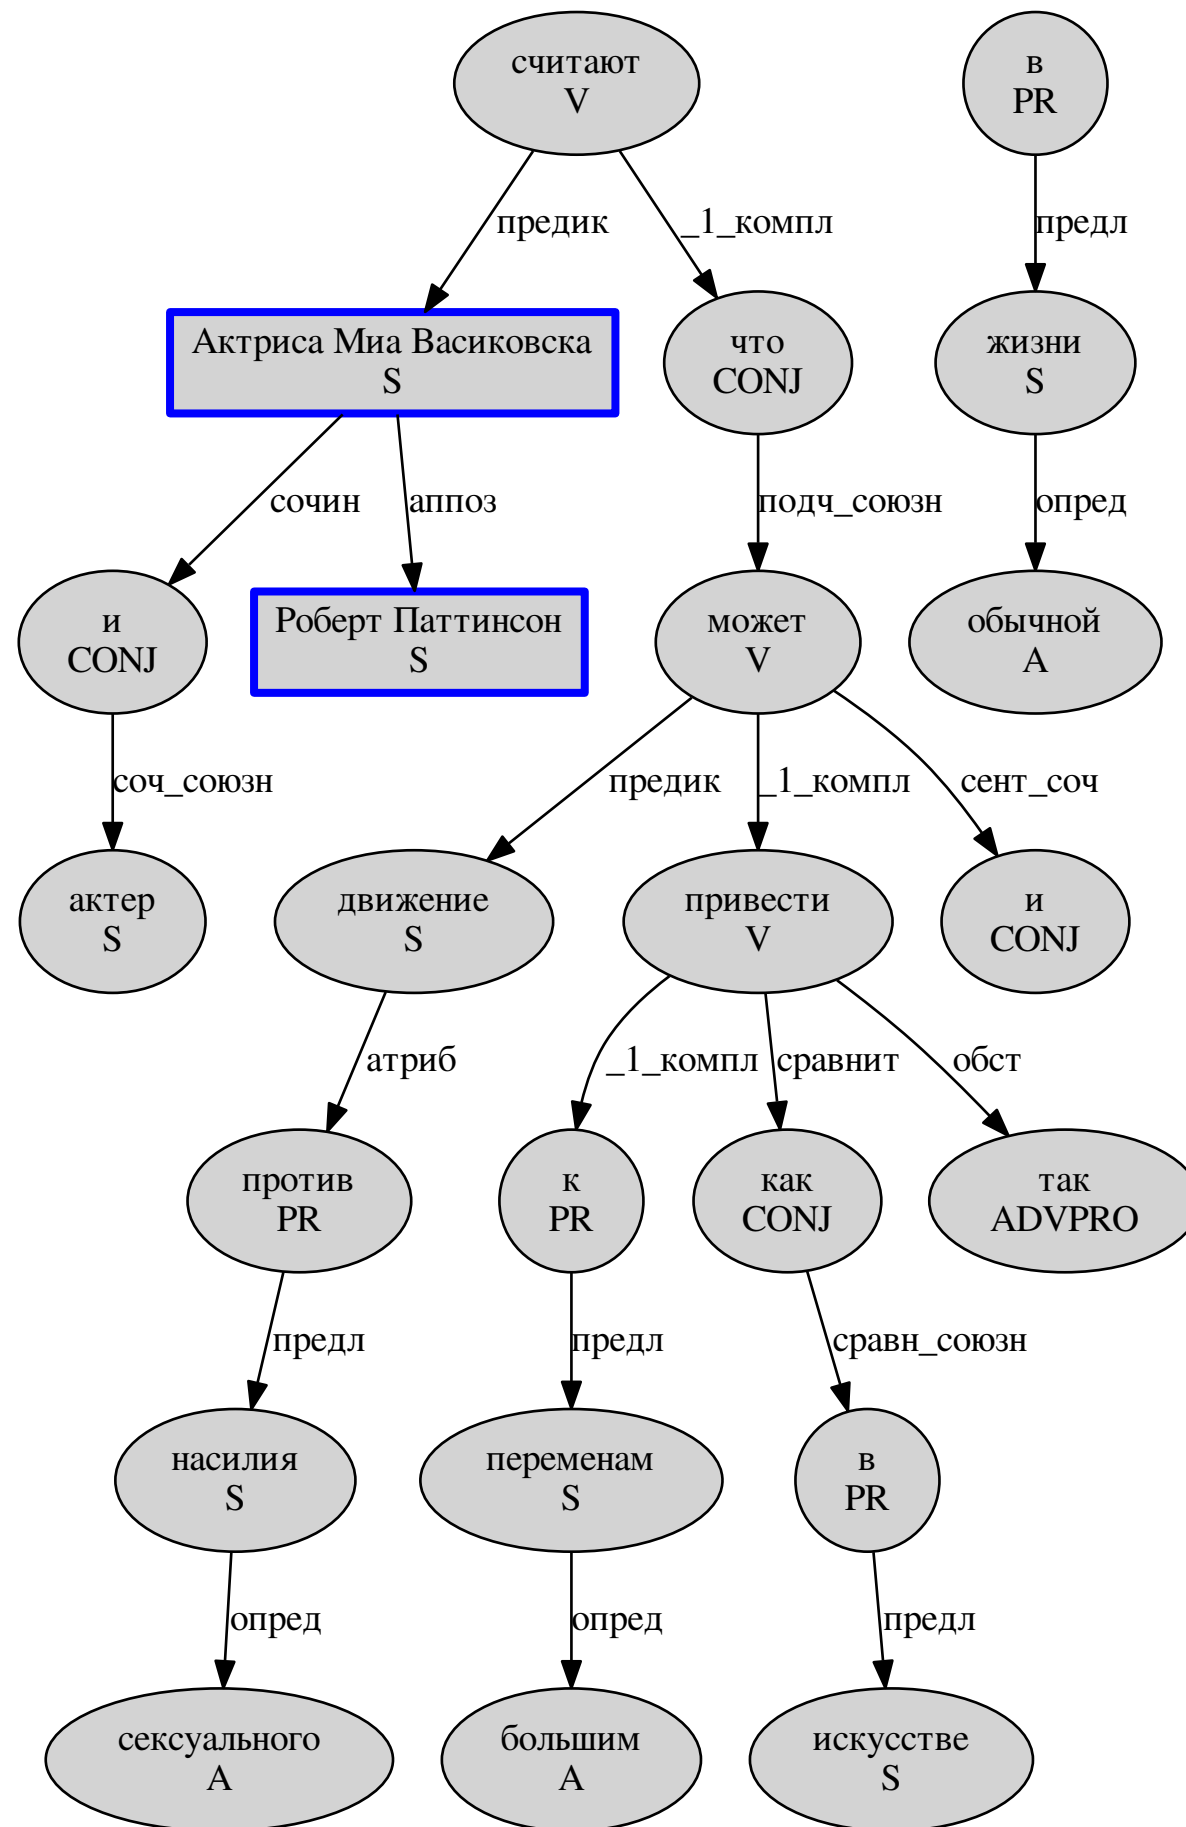 считают
V
в
PR
предик
_1_компл
предл
Актриса Миа Васиковска
S
что
CONJ
жизни
S
сочин
аппоз
подч_союзн
опред
и
CONJ
Роберт Паттинсон
S
может
V
обычной
A
соч_союзн
предик
_1_компл
сент_соч
актер
S
движение
S
привести
V
и
CONJ
атриб
_1_компл
сравнит
обст
против
PR
к
PR
как
CONJ
так
ADVPRO
предл
предл
сравн_союзн
насилия
S
переменам
S
в
PR
опред
опред
предл
сексуального
A
большим
A
искусстве
S